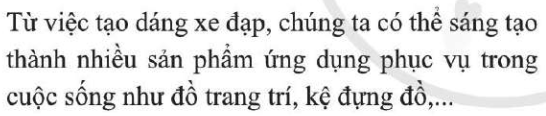 Từ việc tạo dáng xe đạp, chúng ta có thể sáng tạo
thành nhiều sản phẩm ứng dụng phục vụ trong
cuộc sống như đồ trang trí, kệ đựng đồ,...